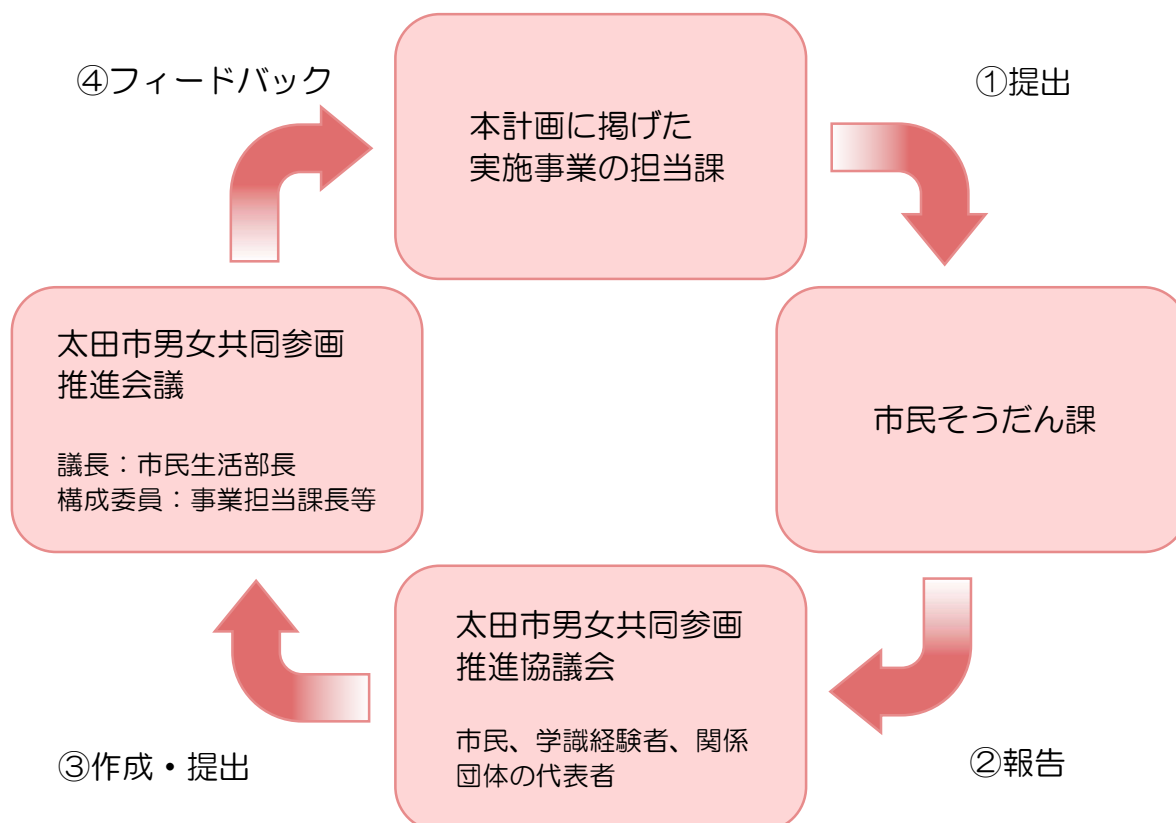 ④フィードバック
①提出
本計画に掲げた
実施事業の担当課
太田市男女共同参画
推進会議
議長：市民生活部長
構成委員：事業担当課長等
市民そうだん課
太田市男女共同参画
推進協議会
市民、学識経験者、関係
団体の代表者
③作成・提出
②報告